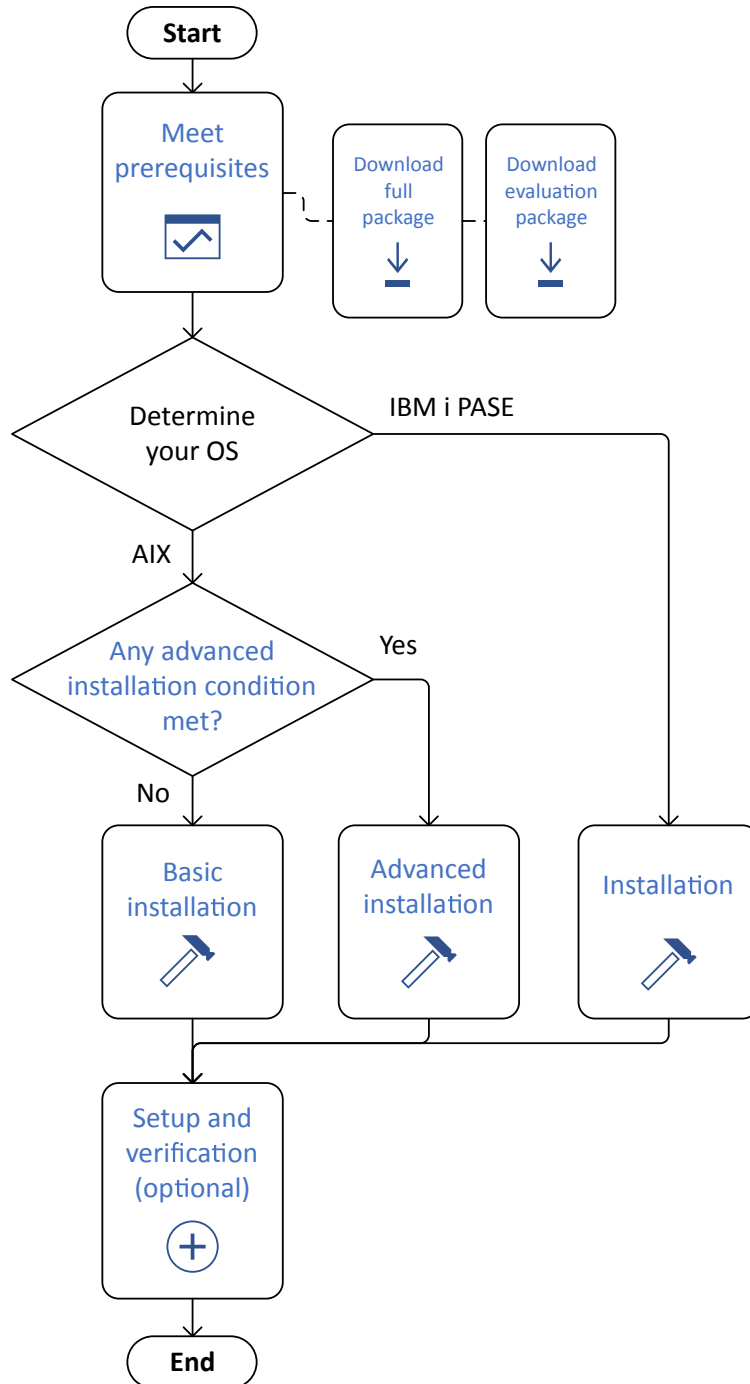 Start
Meet
prerequisites
Download
full
package
Download
evaluation
package
Determine
your OS
IBM i PASE
AIX
Any advanced
installation condition
met?
Yes
No
Basic
installation
Advanced
installation
Installation
Setup and
verification
(optional)
End